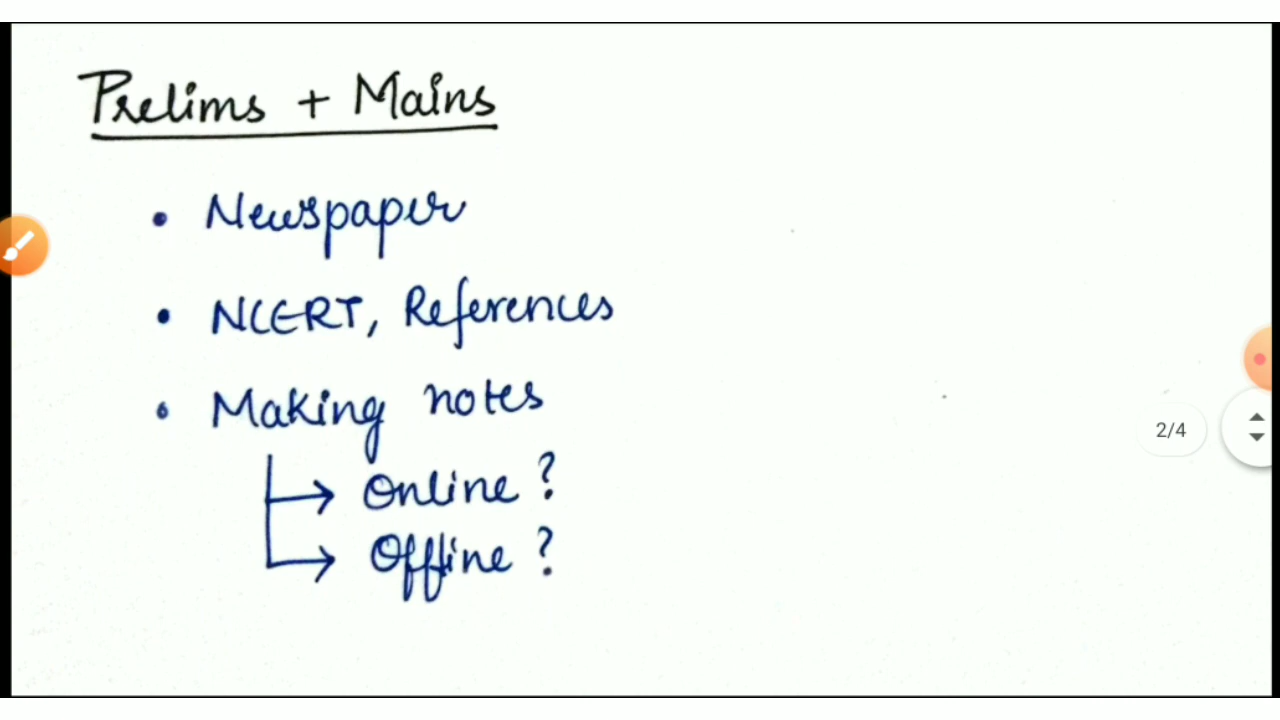 Prelims + Mains
• Newspaper
• NCERT, References
• Making notes
→ Online ?
→ Offline ?
2/4